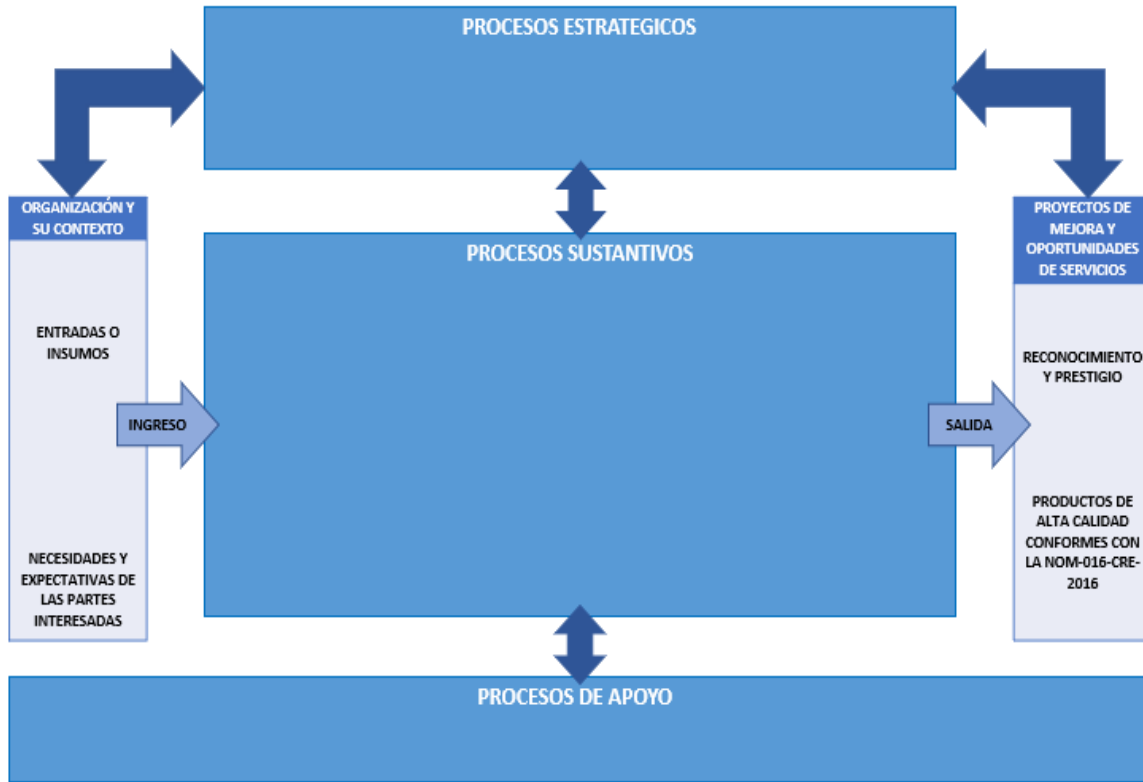 PROCESOS ESTRATEGICOS
ORGANIZACIÓN Y
SU CONTEXTO
ENTRADAS O
INSUMOS
NECESIDADES Y
EXPECTATIVAS DE
LAS PARTES
INTERESADAS
INGRESO
PROCESOS SUSTANTIVOS
SALIDA
PROYECTOS DE
MEJORA Y
OPORTUNIDADES
DE SERVICIOS
RECONOCIMIENTO
Y PRESTIGIO
PRODUCTOS DE
ALTA CALIDAD
CONFORMES CON
LA NOM-016-CRE-
2016
PROCESOS DE APOYO